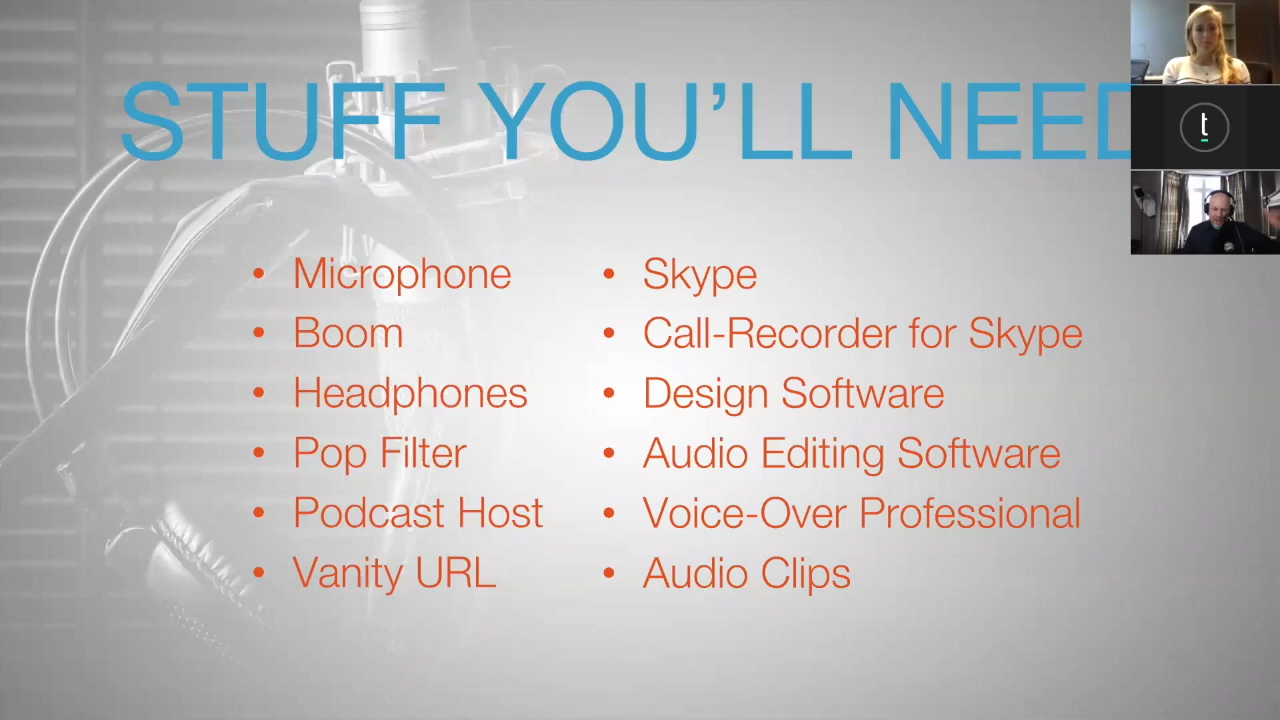 STUFF YOU'LL NEED
t
• Microphone
• Boom
• Headphones
• Pop Filter
• Podcast Host
• Vanity URL
• Skype
• Call-Recorder for Skype
• Design Software
• Audio Editing Software
• Voice-Over Professional
• Audio Clips